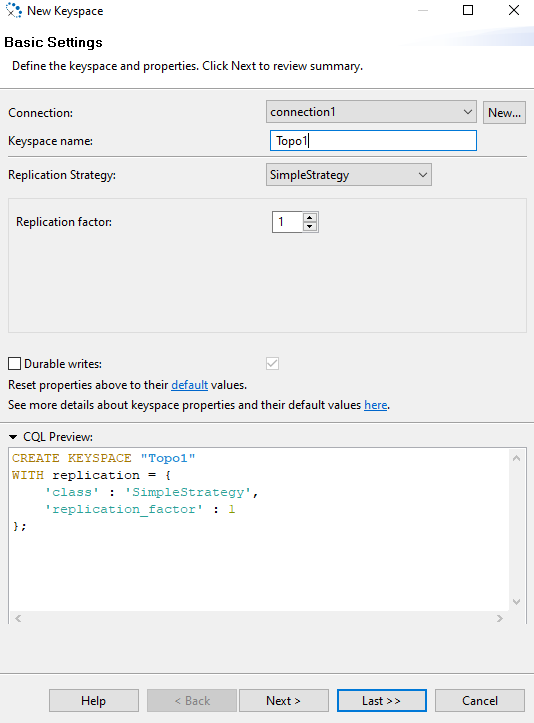 New Keyspace
Basic Settings
Define the keyspace and properties. Click Next to review summary.
Connection: connection1 New...
Keyspace name: Topo1
Replication Strategy: SimpleStrategy
Replication factor: 1
Durable writes:
Reset properties above to their default values.
See more details about keyspace properties and their default values here.
CQL Preview:
CREATE KEYSPACE "Topo1"
WITH replication = {
    'class' : 'SimpleStrategy',
    'replication_factor' : 1
};
Help < Back Next > Last >> Cancel